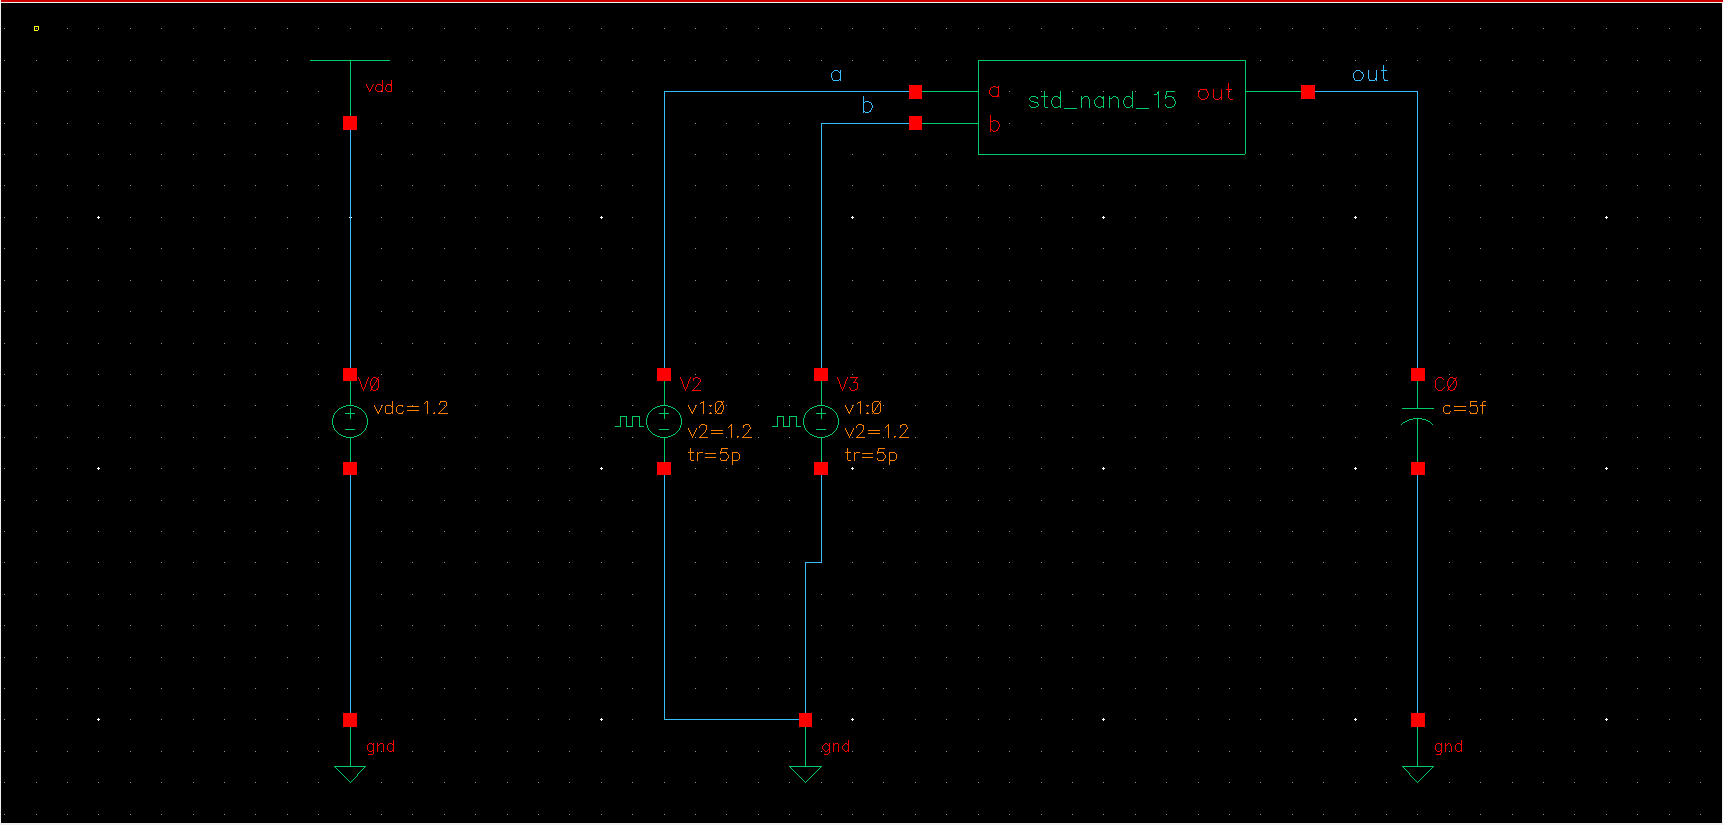 vdd
V0
vdc=1.2
a
b
a
b
std_nand_15
out
out
V2
v1:0
v2=1.2
tr=5p
V3
v1:0
v2=1.2
tr=5p
C0
c=5f
gnd
gnd
gnd